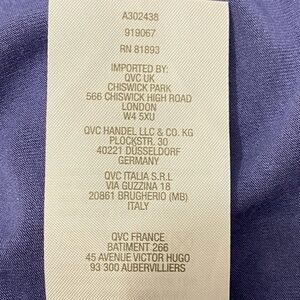 A302438
919067
RN 81893
IMPORTED BY:
QVC UK
CHISWICK PARK
566 CHISWICK HIGH ROAD
LONDON
W4 5XU
QVC HANDEL LLC & CO. KG
PLOCKSTR. 30
40221 DÜSSELDORF
GERMANY
QVC ITALIA S.R.L
VIA GUZZINA 18
20861 BRUGHERIO (MB)
ITALY
QVC FRANCE
BATIMENT 266
45 AVENUE VICTOR HUGO
93 300 AUBERVILLIERS